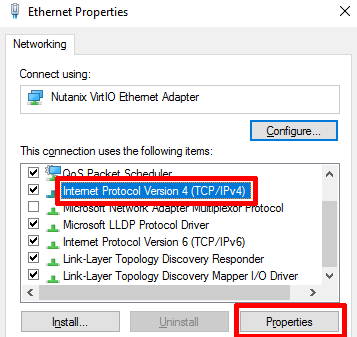 Ethernet Properties
Networking
Connect using:
Nutanix VirtIO Ethernet Adapter
Configure...
This connection uses the following items:
QoS Packet Scheduler
Internet Protocol Version 4 (TCP/IPv4)
Microsoft Network Adapter Multiplexor Protocol
Microsoft LLDP Protocol Driver
Internet Protocol Version 6 (TCP/IPv6)
Link-Layer Topology Discovery Responder
Link-Layer Topology Discovery Mapper I/O Driver
Install... Uninstall Properties